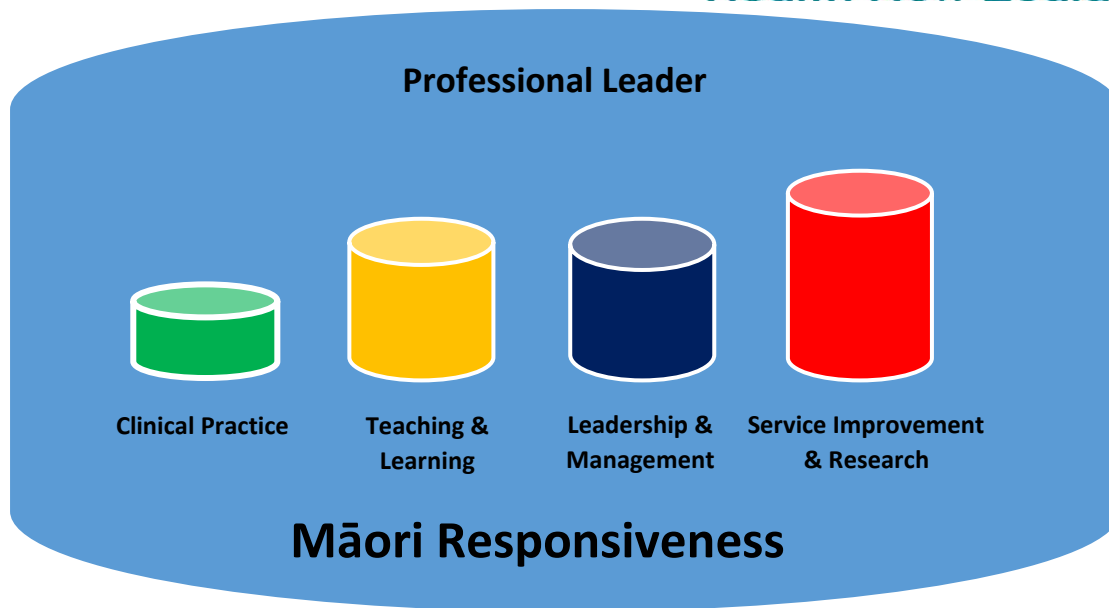 Professional Leader
Clinical Practice
Teaching &
Learning
Leadership &
Management
Service Improvement
& Research
Māori Responsiveness